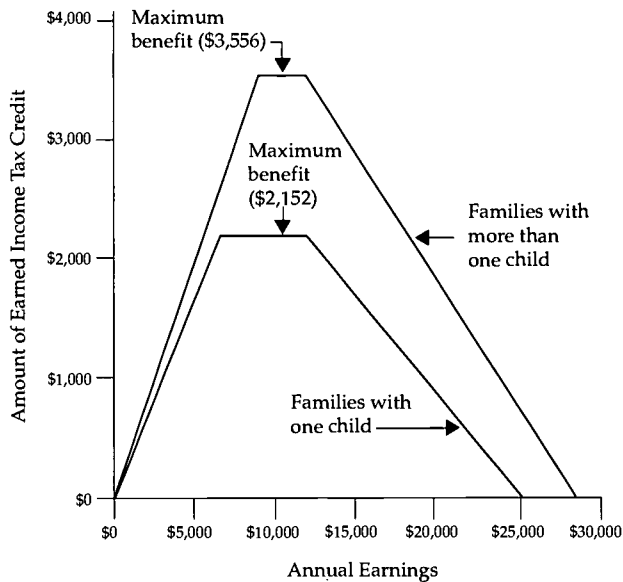 $4,000
Maximum
benefit ($3,556)
$3,000
Maximum
benefit
($2,152)
Families with
more than
one child
$2,000
$1,000
Families with
one child
$0
$0 $5,000 $10,000 $15,000 $20,000 $25,000 $30,000
Annual Earnings
Amount of Earned Income Tax Credit